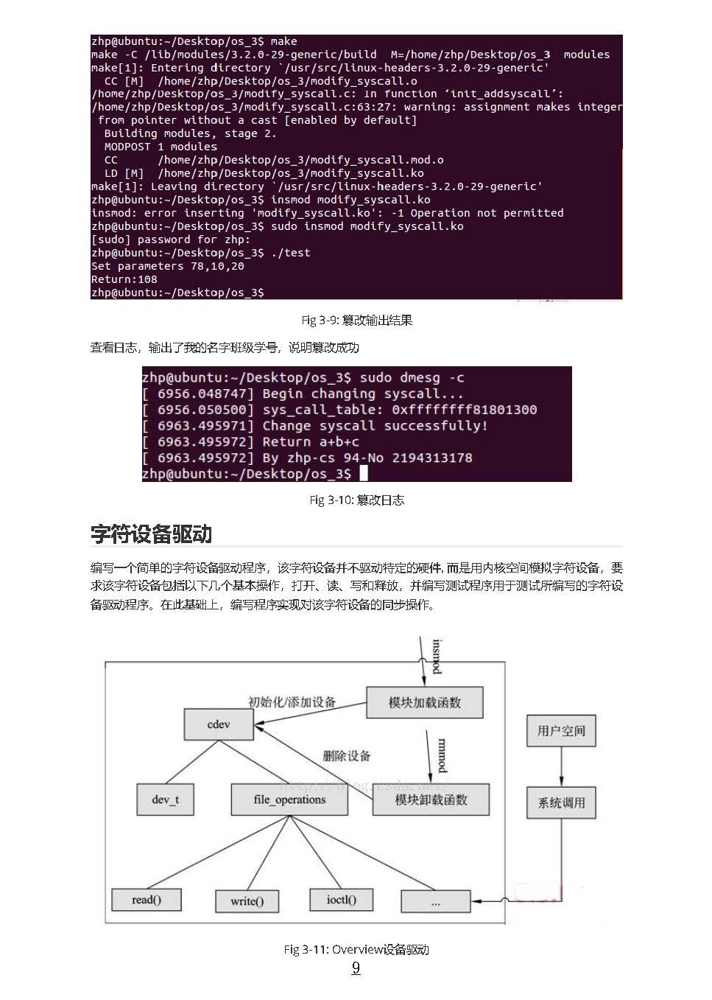 zhp@ubuntu:~/Desktop/os_3$ make
make -C /lib/modules/3.2.0-29-generic/build  M=/home/zhp/Desktop/os_3  modules
make[1]: Entering directory `/usr/src/linux-headers-3.2.0-29-generic'
  CC [M]  /home/zhp/Desktop/os_3/modify_syscall.o
/home/zhp/Desktop/os_3/modify_syscall.c: In function ‘init_addsyscall’:
/home/zhp/Desktop/os_3/modify_syscall.c:63:27: warning: assignment makes integer
 from pointer without a cast [enabled by default]
  Building modules, stage 2.
  MODPOST 1 modules
  CC      /home/zhp/Desktop/os_3/modify_syscall.mod.o
  LD [M]  /home/zhp/Desktop/os_3/modify_syscall.ko
make[1]: Leaving directory `/usr/src/linux-headers-3.2.0-29-generic'
zhp@ubuntu:~/Desktop/os_3$ insmod modify_syscall.ko
insmod: error inserting 'modify_syscall.ko': -1 Operation not permitted
zhp@ubuntu:~/Desktop/os_3$ sudo insmod modify_syscall.ko
[sudo] password for zhp:
zhp@ubuntu:~/Desktop/os_3$ ./test
Set parameters 78,10,20
Return:108
zhp@ubuntu:~/Desktop/os_3$
Fig 3-9: 篡改输出结果
查看日志，输出了我的名字班级学号，说明篡改成功
zhp@ubuntu:~/Desktop/os_3$ sudo dmesg -c
[ 6956.048747] Begin changing syscall...
[ 6956.050500] sys_call_table: 0xffffffff81801300
[ 6963.495971] Change syscall successfully!
[ 6963.495972] Return a+b+c
[ 6963.495972] By zhp-cs 94-No 2194313178
zhp@ubuntu:~/Desktop/os_3$
Fig 3-10: 篡改日志
字符设备驱动
编写一个简单的字符设备驱动程序，该字符设备并不驱动特定的硬件, 而是用内核空间模拟字符设备，要
求该字符设备包括以下几个基本操作，打开、读、写和释放，并编写测试程序用于测试所编写的字符设
备驱动程序。在此基础上，编写程序实现对该字符设备的同步操作。
insmod
初始化/添加设备
模块加载函数
cdev
用户空间
删除设备
rmmod
http://blog.csdn.net/
dev_t
file_operations
模块卸载函数
系统调用
read()
write()
ioctl()
...
Fig 3-11: Overview设备驱动
9